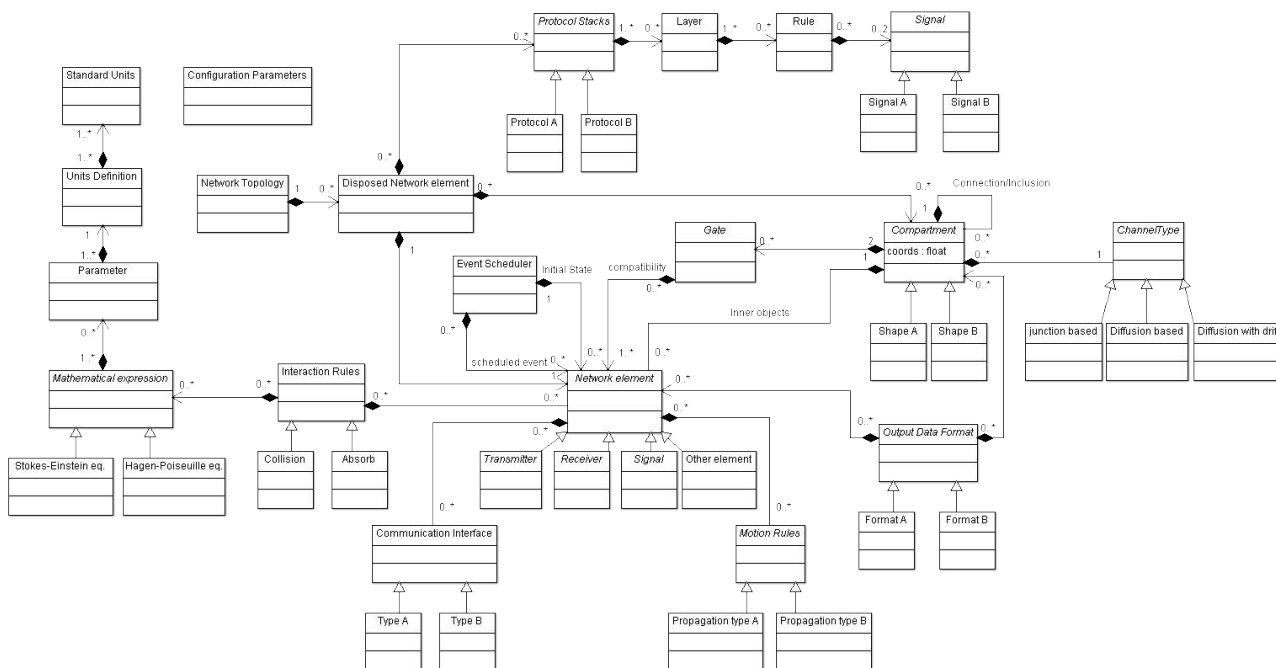 Protocol Stacks
Layer
Rule
Signal
0..*
1..*
0..*
1..*
0..*
0..*
0..2
Standard Units
Configuration Parameters
Signal A
Signal B
Protocol A
Protocol B
1..*
1..*
0..*
Units Definition
Network Topology
1
0..*
Disposed Network element
0..*
0..*
Connection/Inclusion
1
0..*
Gate
Compartment
ChannelType
1
1
0..*
2
coords : float
0..*
1
1..*
Parameter
Event Scheduler
Initial State
compatibility
0..*
1
1
0..*
Inner objects
0..*
0..*
Shape A
Shape B
junction based
Diffusion based
Diffusion with drift
1..*
scheduled event
0..*
0..*
1..*
0..*
Mathematical expression
Interaction Rules
1
Network element
0..*
0..*
0..*
0..*
0..*
0..*
0..*
0..*
0..*
Output Data Format
Stokes-Einstein eq.
Hagen-Poiseuille eq.
Collision
Absorb
Transmitter
Receiver
Signal
Other element
0..*
0..*
Format A
Format B
Communication Interface
Motion Rules
Type A
Type B
Propagation type A
Propagation type B